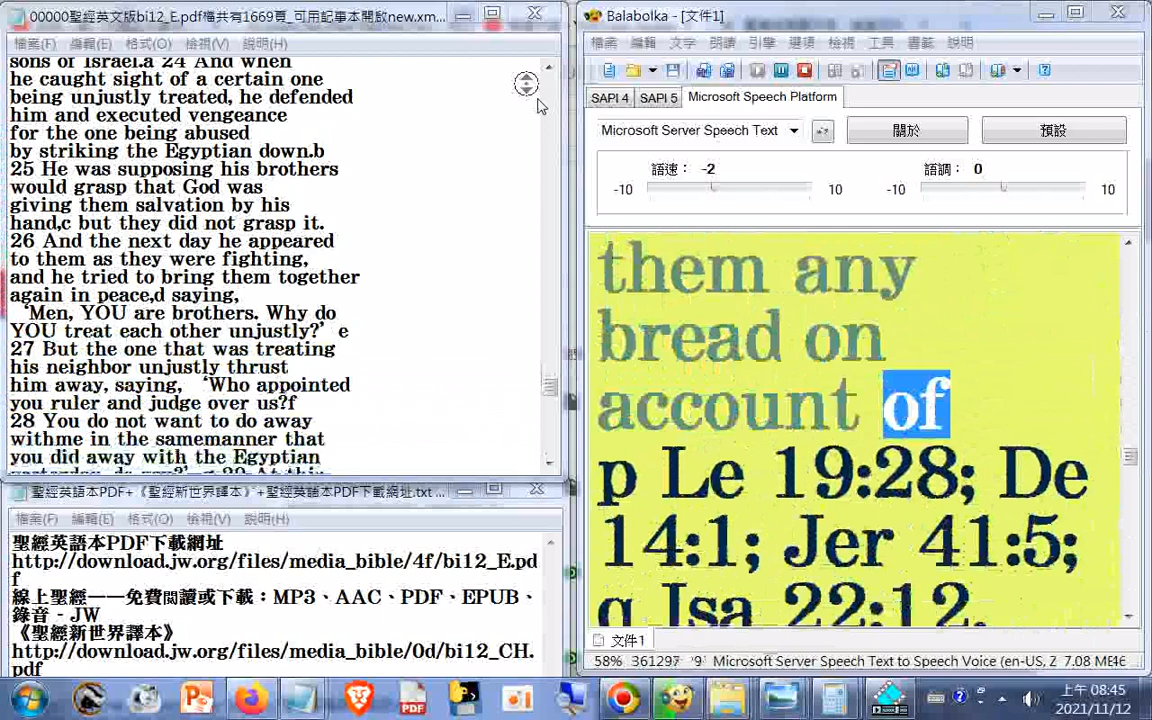 00000聖經英文版bi12_E.pdf檔共有1669頁_可用記事本開啟new.xm...
檔案(F) 編輯(E) 格式(O) 檢視(V) 說明(H)
sons of Israel.a 24 And when
he caught sight of a certain one
being unjustly treated, he defended
him and executed vengeance
for the one being abused
by striking the Egyptian down.b
25 He was supposing his brothers
would grasp that God was
giving them salvation by his
hand,c but they did not grasp it.
26 And the next day he appeared
to them as they were fighting,
and he tried to bring them together
again in peace,d saying,
‘Men, YOU are brothers. Why do
YOU treat each other unjustly?’ e
27 But the one that was treating
his neighbor unjustly thrust
him away, saying, ‘Who appointed
you ruler and judge over us?f
28 You do not want to do away
withme in the samemanner that
you did away with the Egyptian
聖經英語本PDF+《聖經新世界譯本》+聖經英語本PDF下載網址.txt ...
檔案(F) 編輯(E) 格式(O) 檢視(V) 說明(H)
聖經英語本PDF下載網址
http://download.jw.org/files/media_bible/4f/bi12_E.pd
f
線上聖經——免費閱讀或下載：MP3、AAC、PDF、EPUB、
錄音 - JW
《聖經新世界譯本》
http://download.jw.org/files/media_bible/0d/bi12_CH.
pdf
Balabolka - [文件1]
檔案 編輯 文字 朗讀 引擎 選項 檢視 工具 書籤 說明
SAPI 4 SAPI 5 Microsoft Speech Platform
Microsoft Server Speech Text 關於 預設
語速： -2 語調： 0
-10 10 -10 10
them any
bread on
account of
p Le 19:28; De
14:1; Jer 41:5;
q Isa 22:12.
文件1
58% 361297 Microsoft Server Speech Text to Speech Voice (en-US, Z 7.08 ME46
上午 08:45
2021/11/12